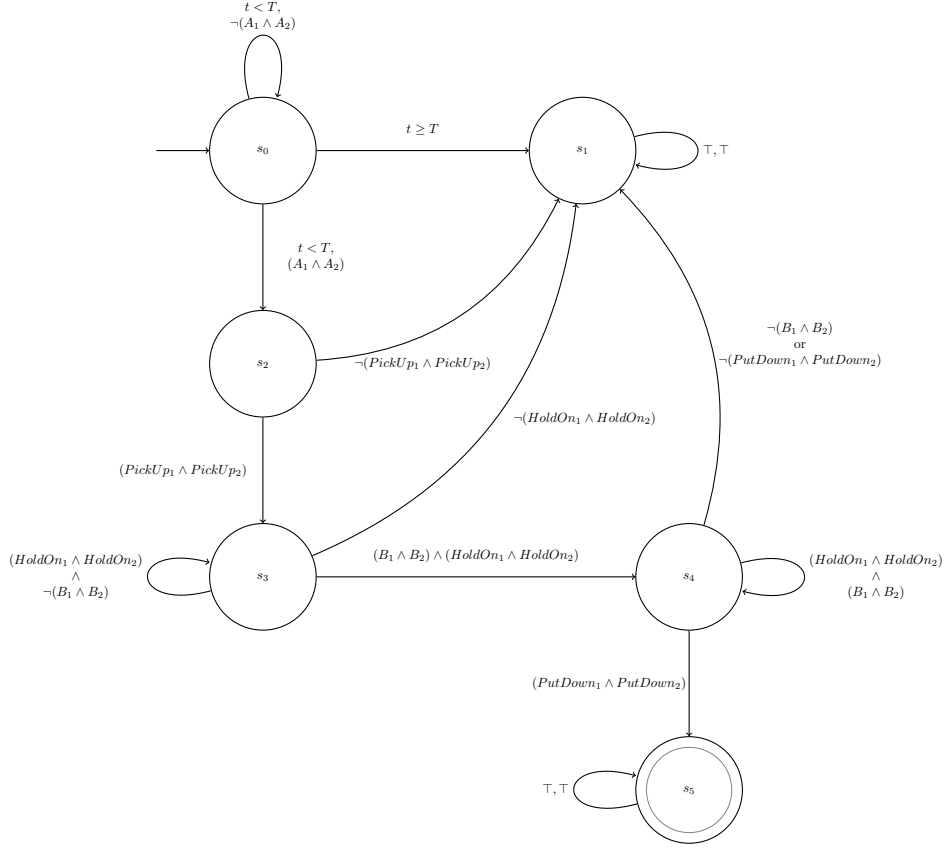 t < T,
¬(A₁ ∧ A₂)
s₀
t ≥ T
s₁
⊤, ⊤
t < T,
(A₁ ∧ A₂)
s₂
¬(PickUp₁ ∧ PickUp₂)
¬(B₁ ∧ B₂)
or
¬(PutDown₁ ∧ PutDown₂)
¬(HoldOn₁ ∧ HoldOn₂)
(PickUp₁ ∧ PickUp₂)
(HoldOn₁ ∧ HoldOn₂)
∧
¬(B₁ ∧ B₂)
s₃
(B₁ ∧ B₂) ∧ (HoldOn₁ ∧ HoldOn₂)
s₄
(HoldOn₁ ∧ HoldOn₂)
∧
(B₁ ∧ B₂)
(PutDown₁ ∧ PutDown₂)
⊤, ⊤
s₅